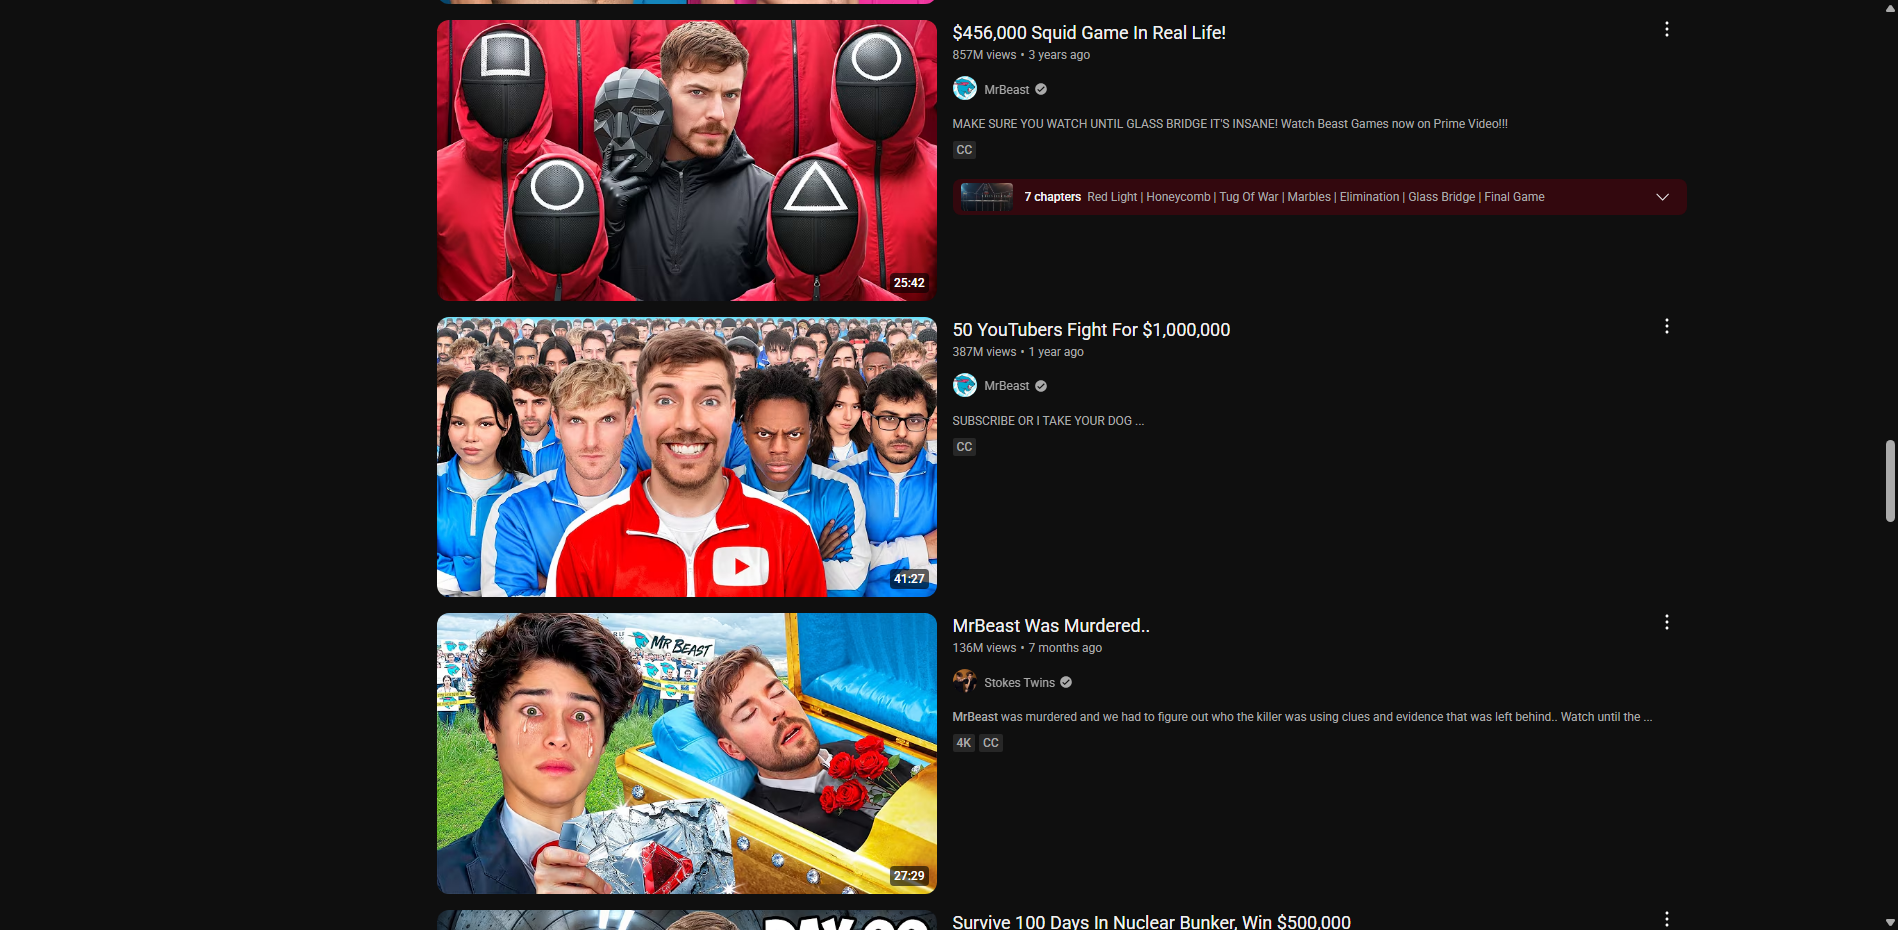 $456,000 Squid Game In Real Life!
857M views • 3 years ago
MrBeast
MAKE SURE YOU WATCH UNTIL GLASS BRIDGE IT'S INSANE! Watch Beast Games now on Prime Video!!!
CC
7 chapters Red Light | Honeycomb | Tug Of War | Marbles | Elimination | Glass Bridge | Final Game
25:42
50 YouTubers Fight For $1,000,000
387M views • 1 year ago
MrBeast
SUBSCRIBE OR I TAKE YOUR DOG ...
CC
41:27
MR BEAST
MrBeast Was Murdered..
136M views • 7 months ago
Stokes Twins
MrBeast was murdered and we had to figure out who the killer was using clues and evidence that was left behind.. Watch until the ...
4K CC
27:29
Survive 100 Days In Nuclear Bunker, Win $500,000